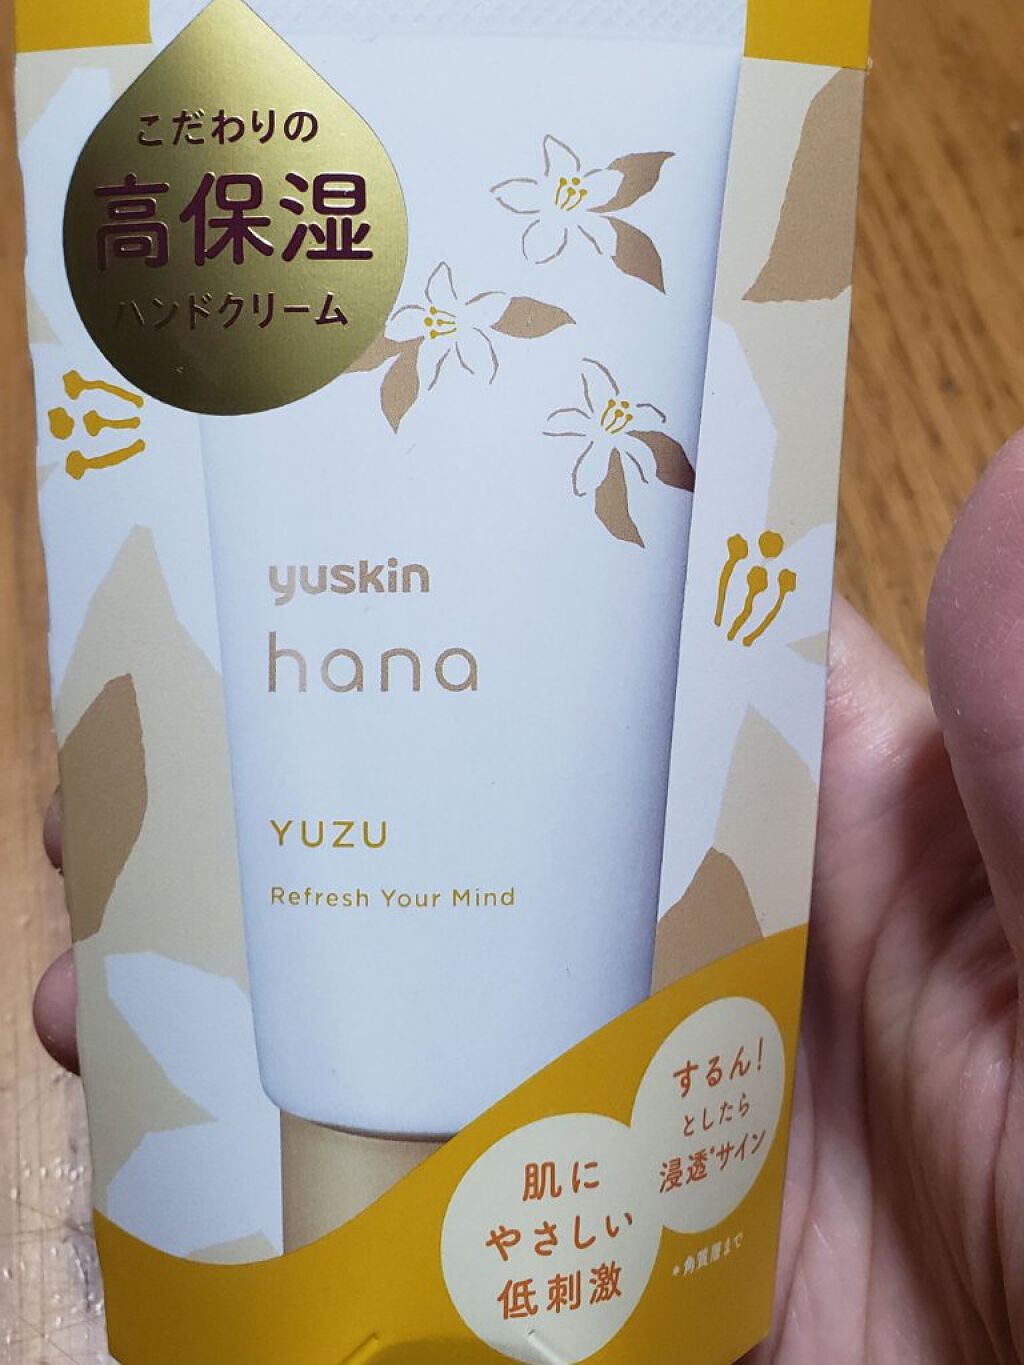 こだわりの
高保湿
ハンドクリーム
yuskin
hana
YUZU
Refresh Your Mind
するん!
としたら
浸透*サイン
肌に
やさしい
低刺激
*角質層まで